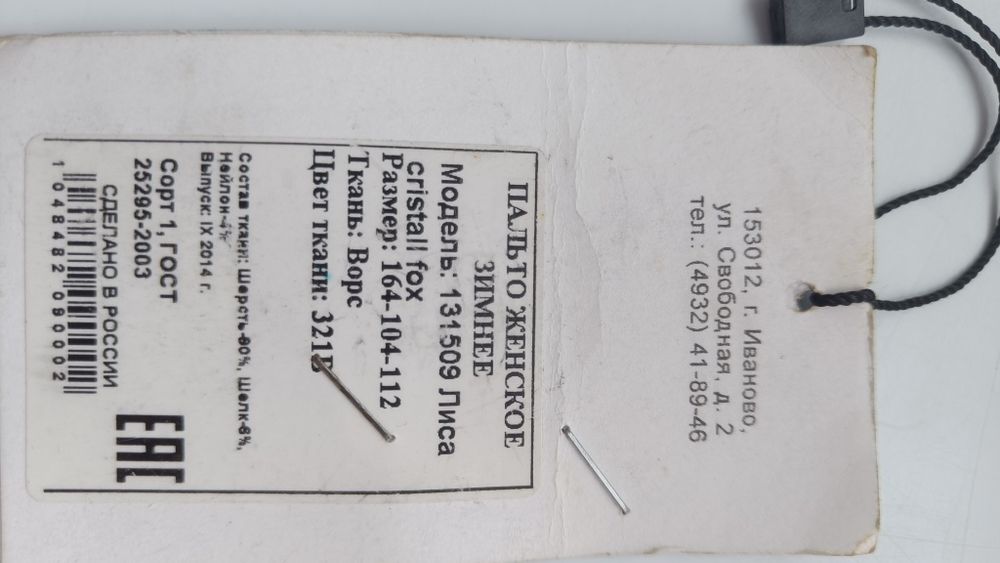 153012, г. Иваново,
ул. Свободная, д. 2
тел.: (4932) 41-89-46
ПАЛЬТО ЖЕНСКОЕ
ЗИМНЕЕ
Модель: 131509 Лиса
cristall fox
Размер: 164-104-112
Ткань: Ворс
Цвет ткани: 321
Состав ткани: Шерсть-90%, Шелк-6%,
Нейлон-4%
Выпуск: IX 2014 г.
Сорт 1, ГОСТ
25295-2003
СДЕЛАНО В РОССИИ
1 048482 090002
EAC